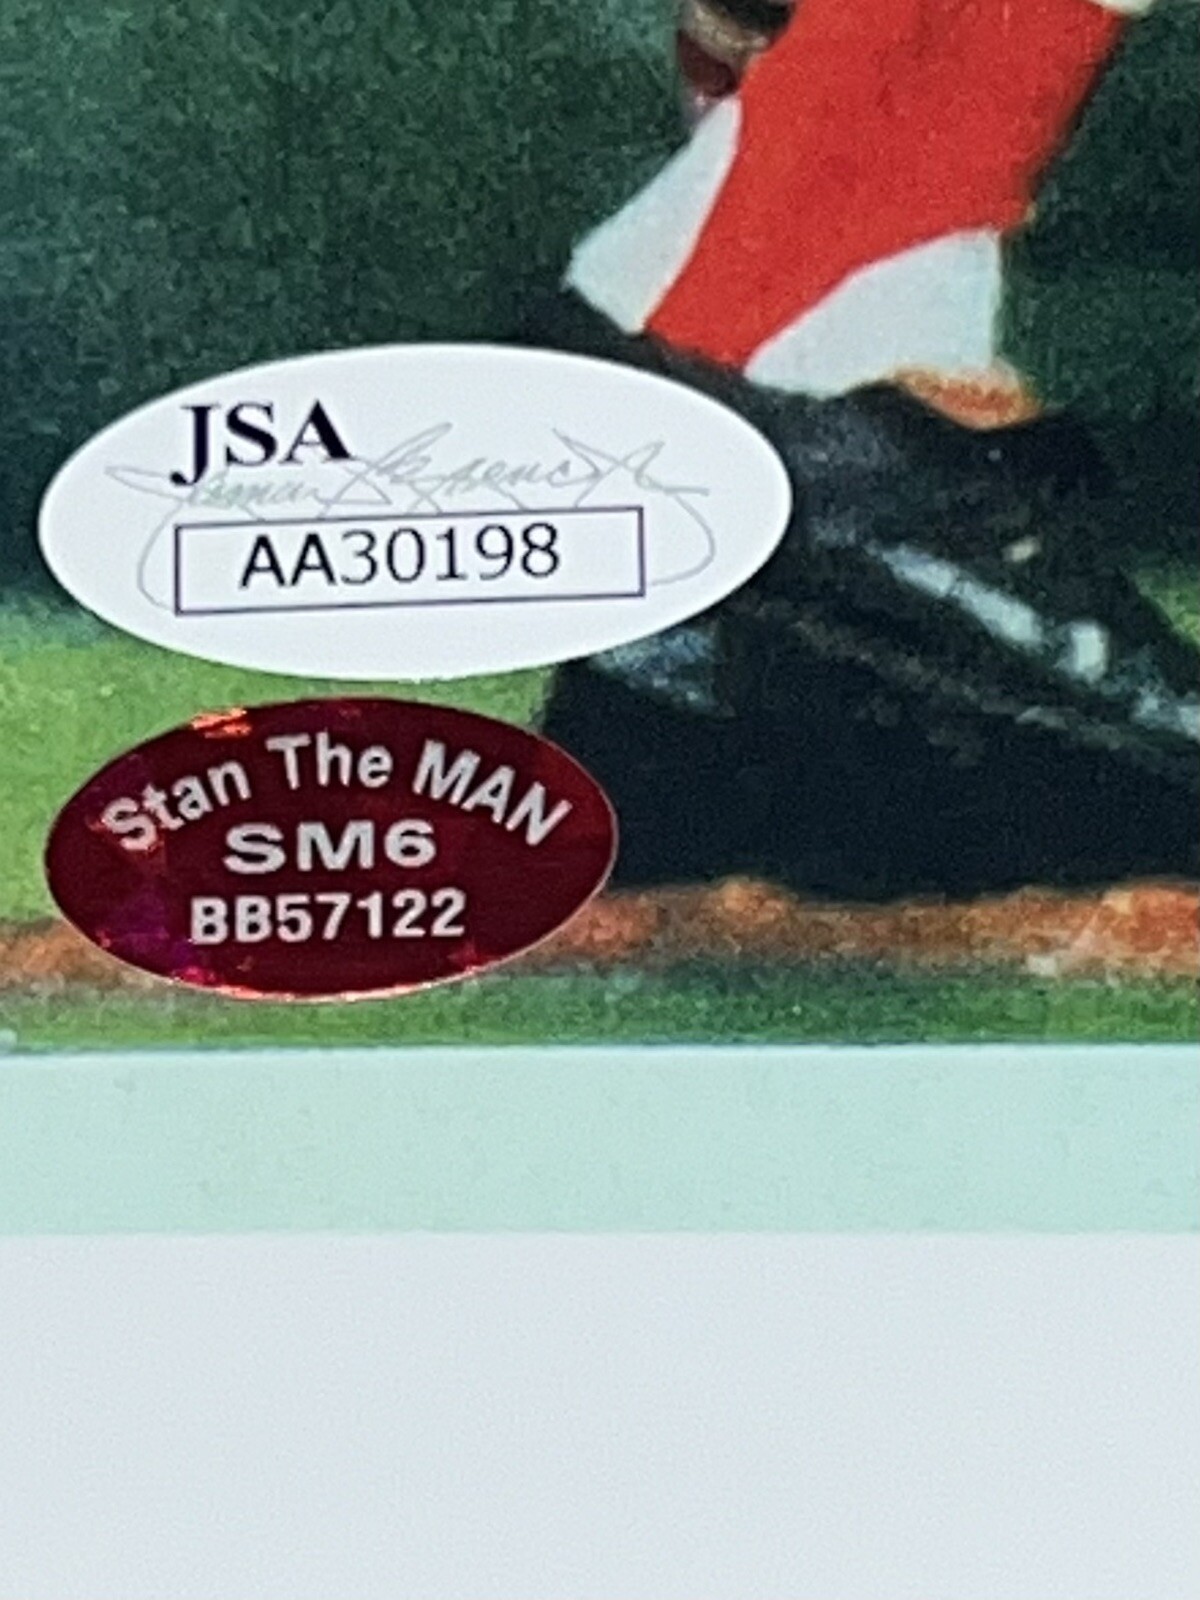 JSA
AA30198
Stan The MAN
SM6
BB57122